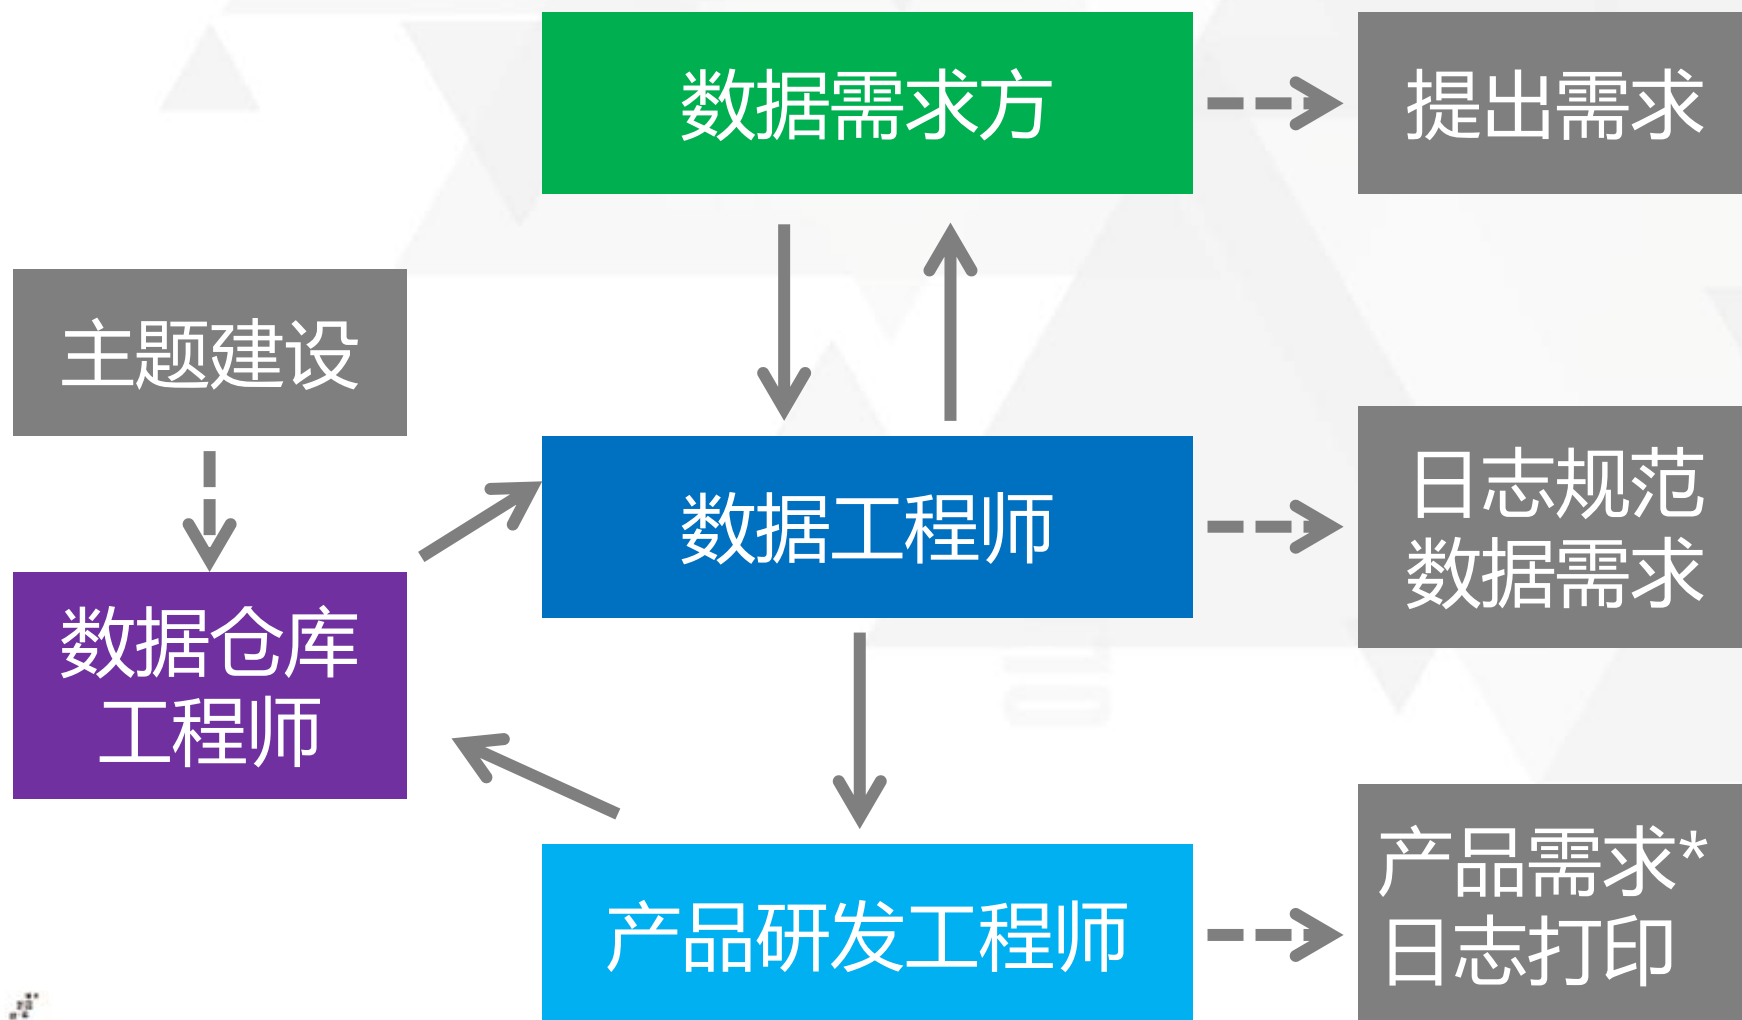 数据需求方
提出需求
主题建设
数据工程师
日志规范
数据需求
数据仓库
工程师
产品研发工程师
产品需求*
日志打印